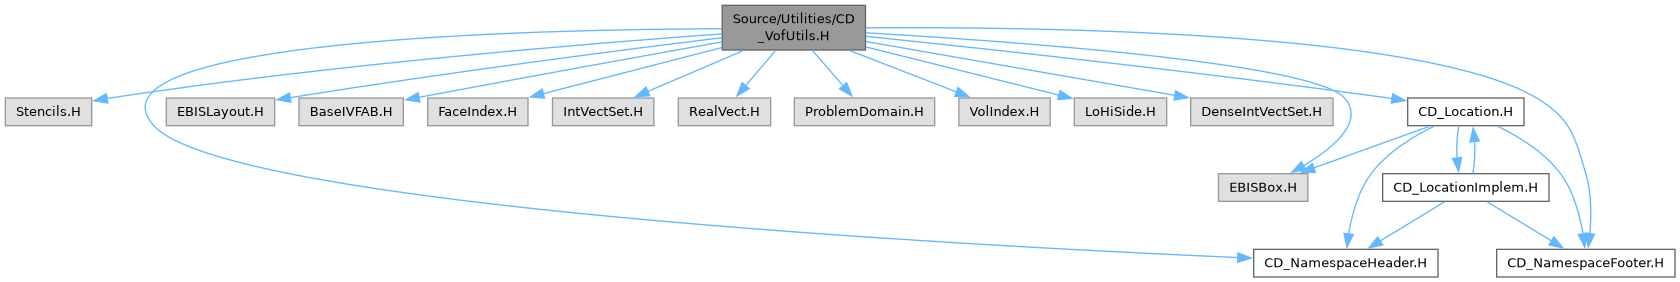 Source/Utilities/CD
_VofUtils.H
Stencils.H
EBISLayout.H
BaseIVFAB.H
FaceIndex.H
IntVectSet.H
RealVect.H
ProblemDomain.H
VolIndex.H
LoHiSide.H
DenseIntVectSet.H
CD_Location.H
EBISBox.H
CD_LocationImplem.H
CD_NamespaceHeader.H
CD_NamespaceFooter.H